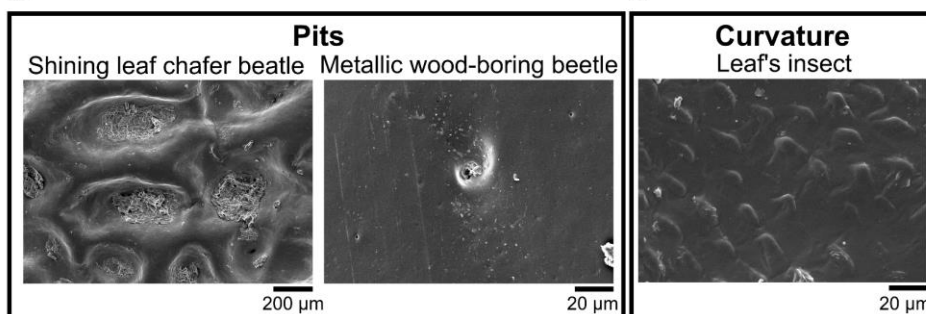 Pits
Shining leaf chafer beatle
Metallic wood-boring beetle
200 µm
20 µm
Curvature
Leaf's insect
20 µm